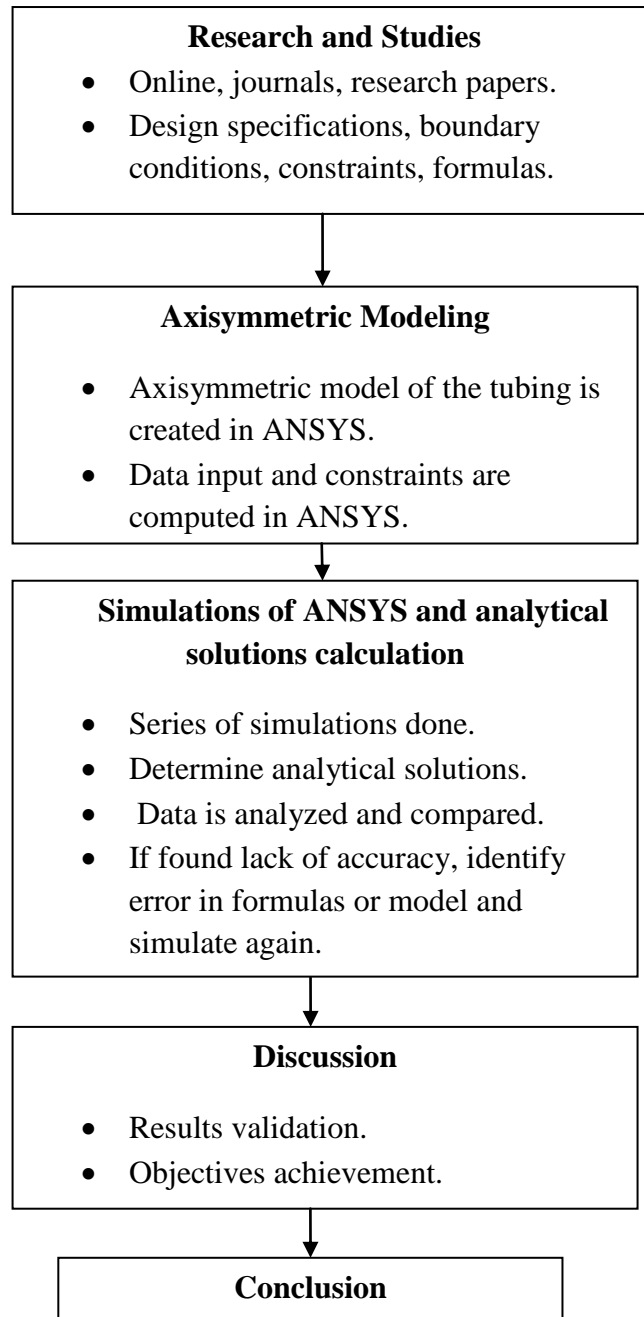 Research and Studies
• Online, journals, research papers.
• Design specifications, boundary
conditions, constraints, formulas.
Axisymmetric Modeling
• Axisymmetric model of the tubing is
created in ANSYS.
• Data input and constraints are
computed in ANSYS.
Simulations of ANSYS and analytical
solutions calculation
• Series of simulations done.
• Determine analytical solutions.
• Data is analyzed and compared.
• If found lack of accuracy, identify
error in formulas or model and
simulate again.
Discussion
• Results validation.
• Objectives achievement.
Conclusion